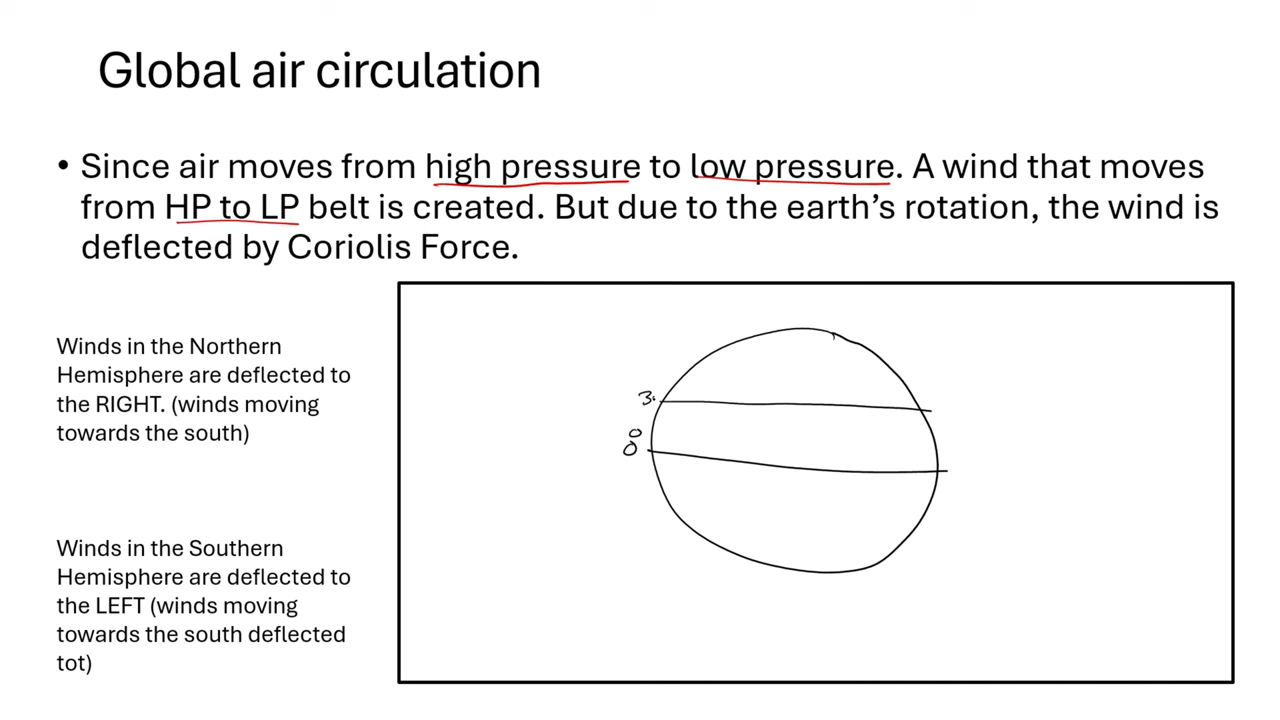 Global air circulation
• Since air moves from high pressure to low pressure. A wind that moves
from HP to LP belt is created. But due to the earth’s rotation, the wind is
deflected by Coriolis Force.
Winds in the Northern
Hemisphere are deflected to
the RIGHT. (winds moving
towards the south)
3
0°
Winds in the Southern
Hemisphere are deflected to
the LEFT (winds moving
towards the south deflected
tot)